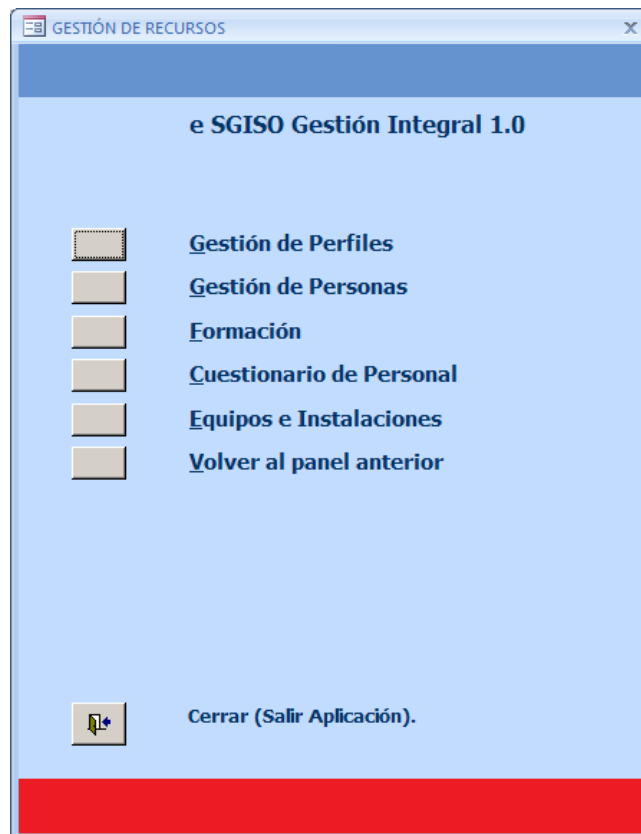 GESTIÓN DE RECURSOS
e SGISO Gestión Integral 1.0
Gestión de Perfiles
Gestión de Personas
Formación
Cuestionario de Personal
Equipos e Instalaciones
Volver al panel anterior
Cerrar (Salir Aplicación).